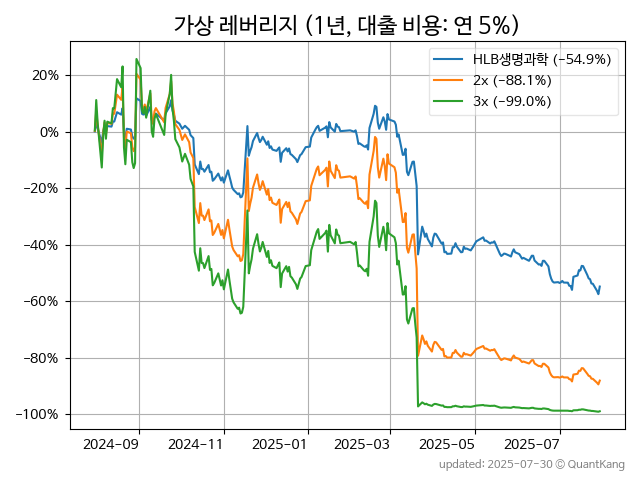 가상 레버리지 (1년, 대출 비용: 연 5%)
HLB생명과학 (−54.9%)
2x (−88.1%)
3x (−99.0%)
20%
0%
−20%
−40%
−60%
−80%
−100%
2024-09
2024-11
2025-01
2025-03
2025-05
2025-07
updated: 2025-07-30 © QuantKang